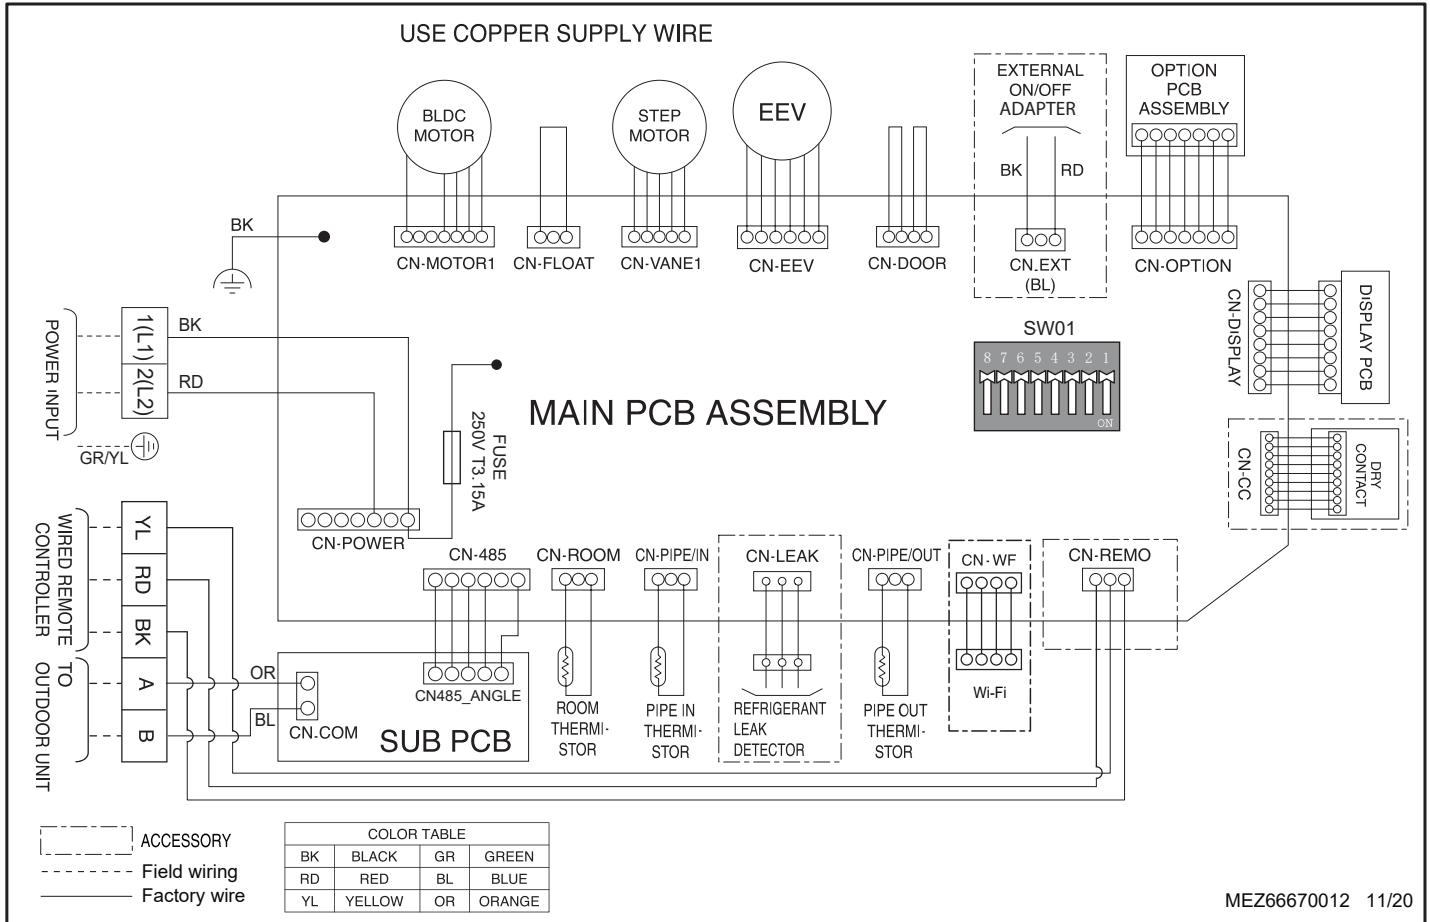 USE COPPER SUPPLY WIRE
BLDC
MOTOR
STEP
MOTOR
EEV
EXTERNAL
ON/OFF
ADAPTER
BK
RD
OPTION
PCB
ASSEMBLY
BK
CN-MOTOR1
CN-FLOAT
CN-VANE1
CN-EEV
CN-DOOR
CN_EXT
(BL)
CN-OPTION
POWER INPUT
1(L1)
2(L2)
BK
RD
GR/YL
FUSE
250V T3.15A
MAIN PCB ASSEMBLY
SW01
8 7 6 5 4 3 2 1
ON
CN-DISPLAY
DISPLAY PCB
CN-CC
DRY
CONTACT
CN-POWER
WIRED REMOTE
CONTROLLER
YL
RD
BK
TO
OUTDOOR UNIT
A
B
OR
BL
CN-COM
CN-485
CN485_ANGLE
SUB PCB
CN-ROOM
ROOM
THERMI-
STOR
CN-PIPE/IN
PIPE IN
THERMI-
STOR
CN-LEAK
REFRIGERANT
LEAK
DETECTOR
CN-PIPE/OUT
PIPE OUT
THERMI-
STOR
CN-WF
Wi-Fi
CN-REMO
ACCESSORY
Field wiring
Factory wire
COLOR TABLE
BK BLACK GR GREEN
RD RED BL BLUE
YL YELLOW OR ORANGE
MEZ66670012 11/20